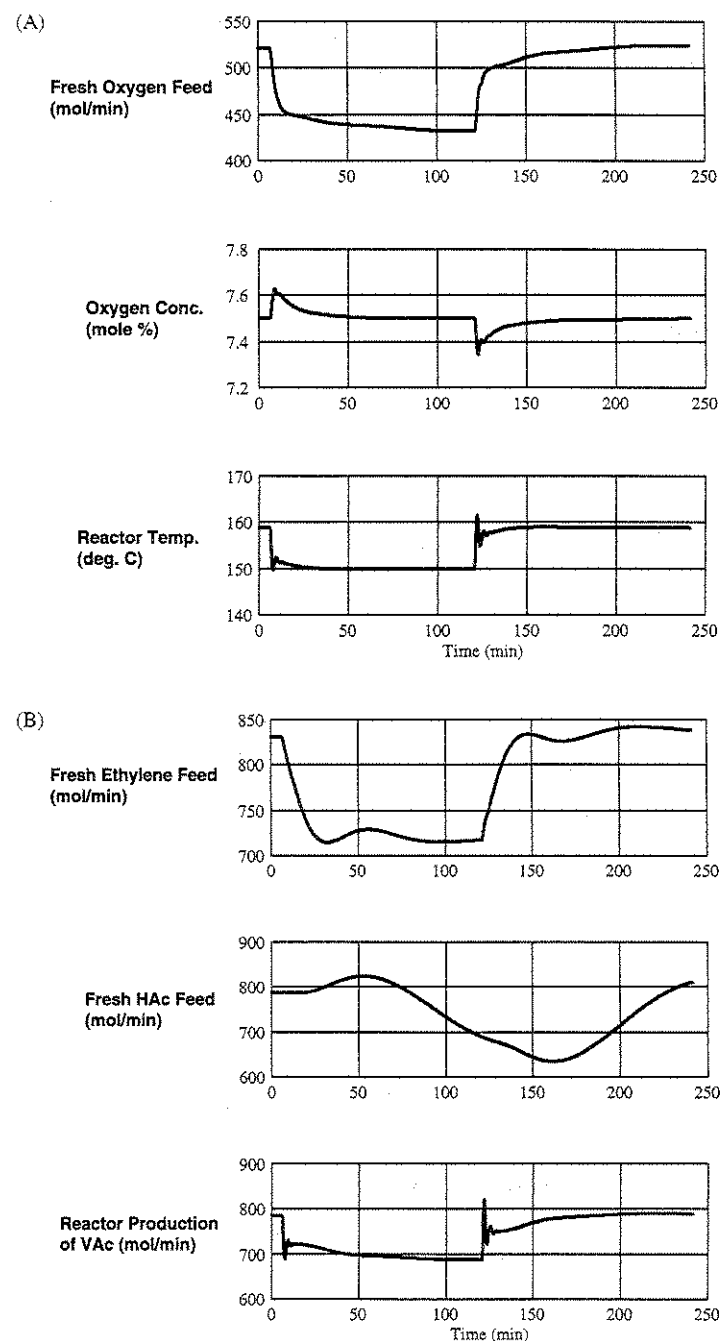 (A)
550
500
450
400
Fresh Oxygen Feed
(mol/min)
0 50 100 150 200 250
7.8
7.6
7.4
7.2
Oxygen Conc.
(mole %)
0 50 100 150 200 250
170
160
150
140
Reactor Temp.
(deg. C)
0 50 100 150 200 250
Time (min)
(B)
850
800
750
700
Fresh Ethylene Feed
(mol/min)
0 50 100 150 200 250
900
800
700
600
Fresh HAc Feed
(mol/min)
0 50 100 150 200 250
900
800
700
600
Reactor Production
of VAc (mol/min)
0 50 100 150 200 250
Time (min)